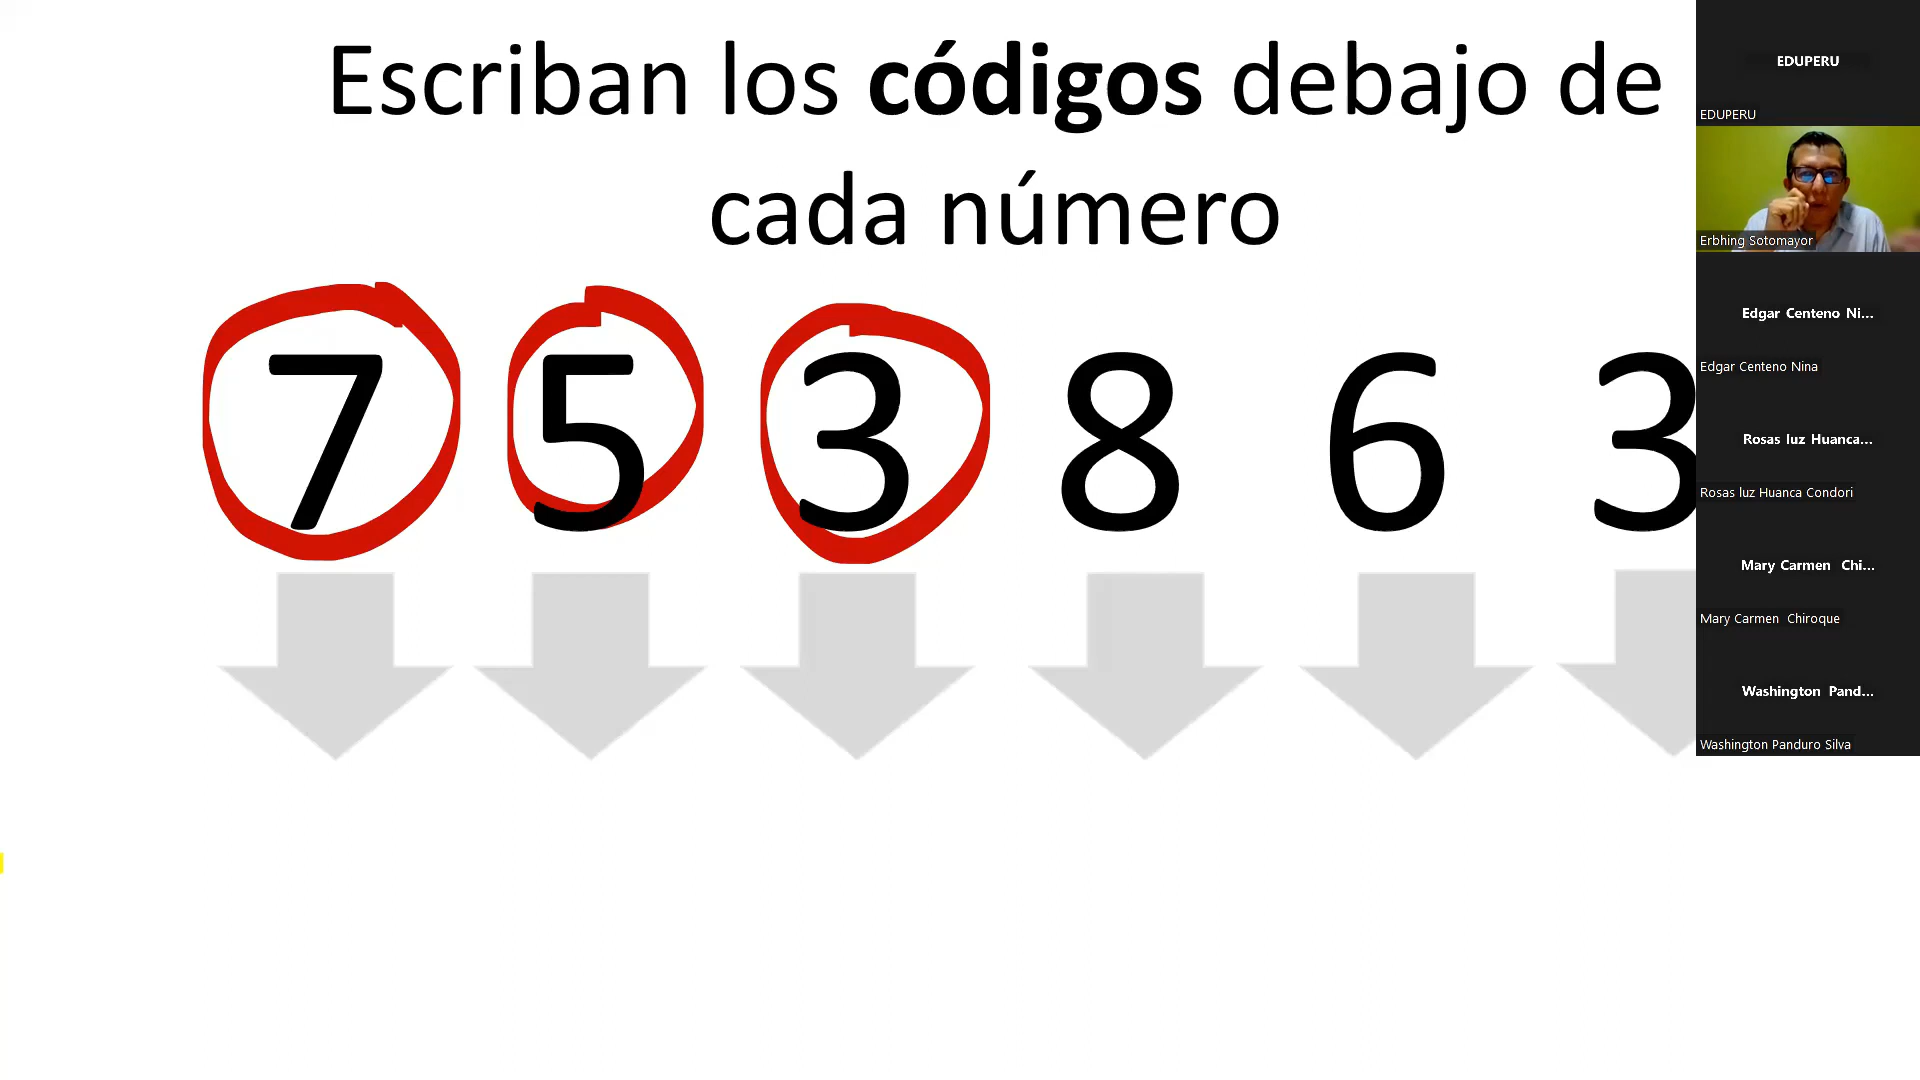 Escriban los códigos debajo de
cada número
7 5 3 8 6 3
EDUPERU
EDUPERU
Erbhing Sotomayor
Edgar Centeno Ni...
Edgar Centeno Nina
Rosas luz Huanca...
Rosas luz Huanca Condori
Mary Carmen Chi...
Mary Carmen Chiroque
Washington Pand...
Washington Panduro Silva